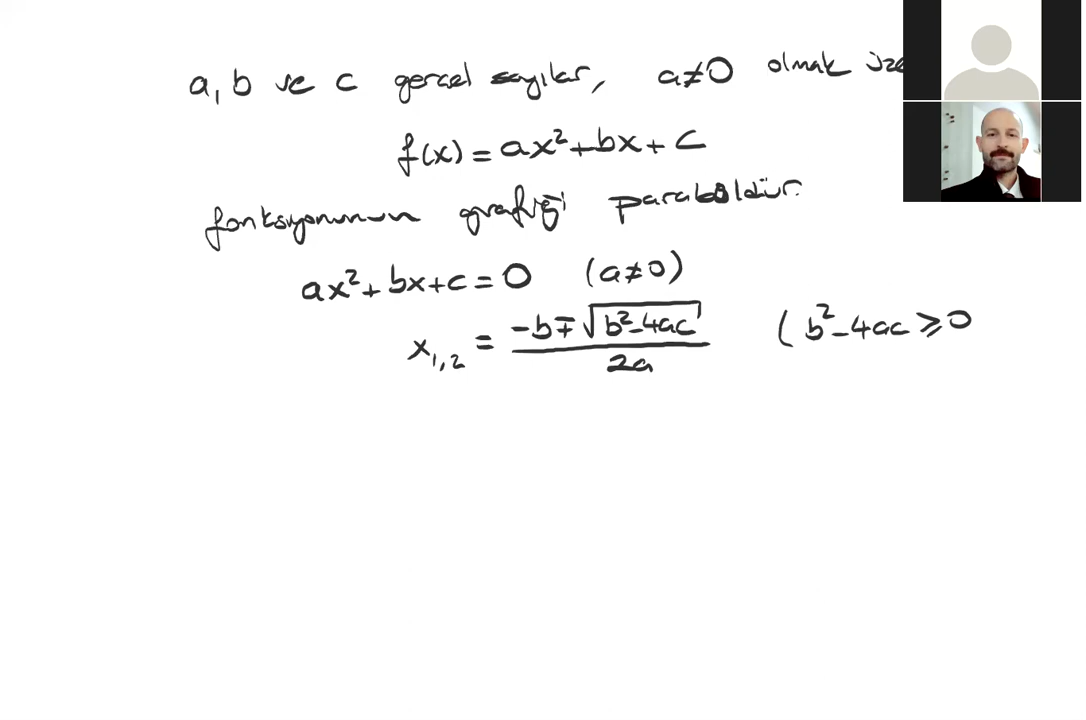 a, b ve c gerçel sayılar, a≠0 olmak üze
f(x) = ax²+bx+c
fonksiyonunun grafiği paraboldür.
ax²+bx+c=0 (a≠0)
x₁,₂ = (-b∓√(b²-4ac))/(2a) (b²-4ac ≥0